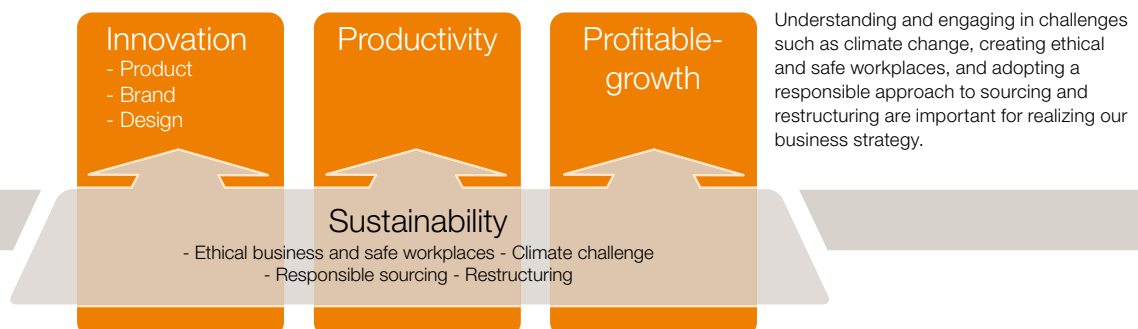 Innovation
- Product
- Brand
- Design
Productivity
Profitable-
growth
Understanding and engaging in challenges
such as climate change, creating ethical
and safe workplaces, and adopting a
responsible approach to sourcing and
restructuring are important for realizing our
business strategy.
Sustainability
- Ethical business and safe workplaces - Climate challenge
- Responsible sourcing - Restructuring